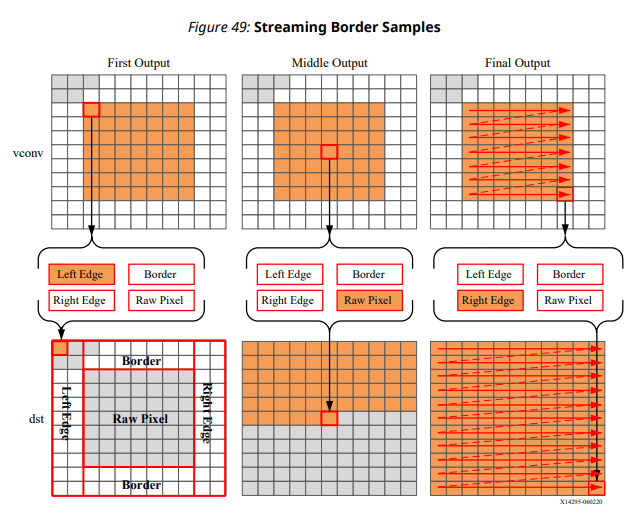 Figure 49: Streaming Border Samples
First Output
Middle Output
Final Output
vconv
Left Edge
Border
Right Edge
Raw Pixel
Left Edge
Border
Right Edge
Raw Pixel
Left Edge
Border
Right Edge
Raw Pixel
dst
Border
Left Edge
Raw Pixel
Right Edge
Border
X14295-060220